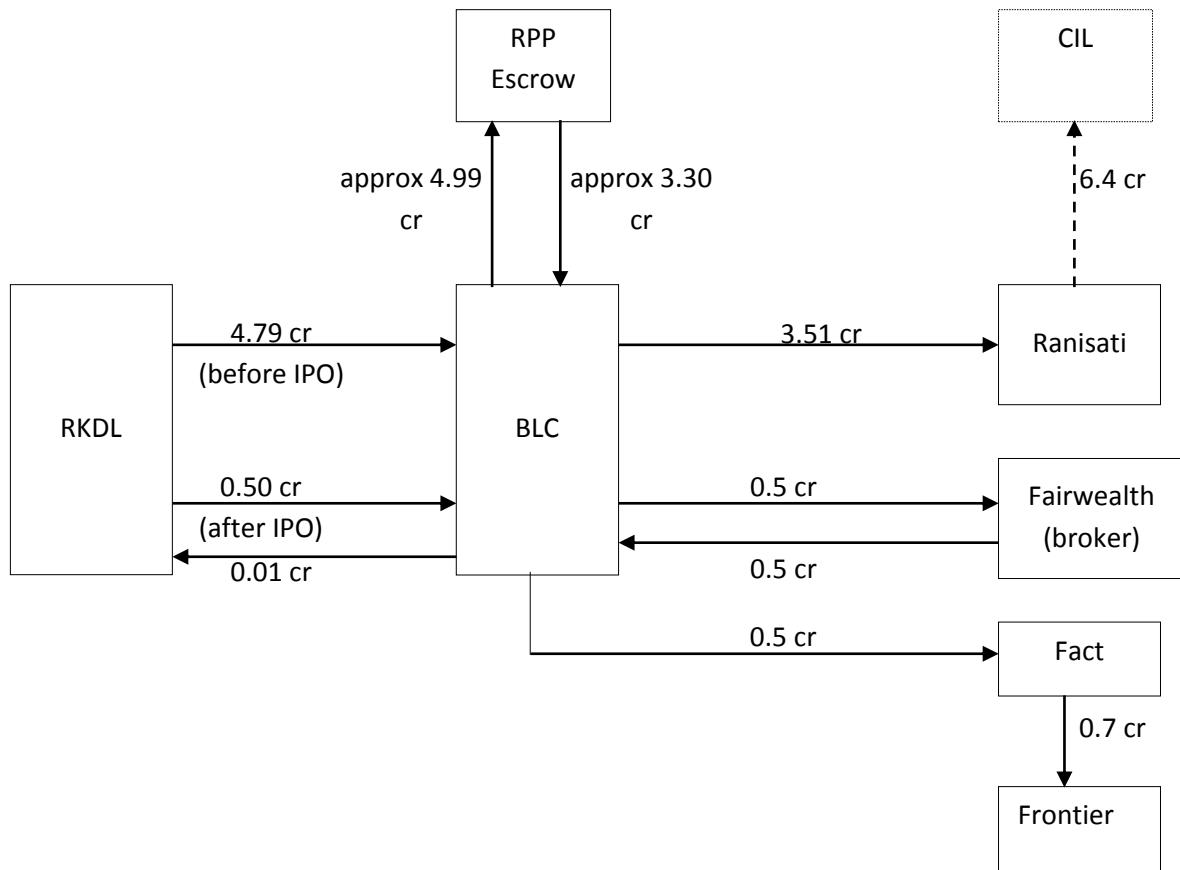 RPP
Escrow
CIL
approx 4.99
cr
approx 3.30
cr
6.4 cr
RKDL
4.79 cr
(before IPO)
BLC
3.51 cr
Ranisati
0.50 cr
(after IPO)
0.01 cr
0.5 cr
0.5 cr
Fairwealth
(broker)
0.5 cr
Fact
0.7 cr
Frontier